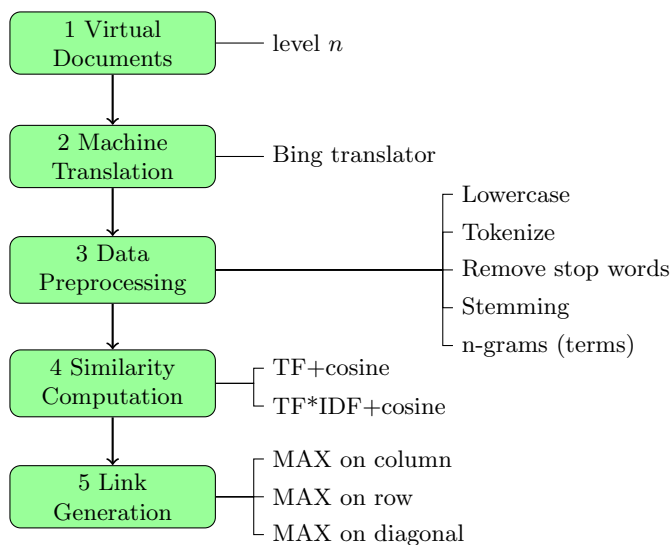 1 Virtual
Documents
level n
2 Machine
Translation
Bing translator
3 Data
Preprocessing
Lowercase
Tokenize
Remove stop words
Stemming
n-grams (terms)
4 Similarity
Computation
TF+cosine
TF*IDF+cosine
5 Link
Generation
MAX on column
MAX on row
MAX on diagonal